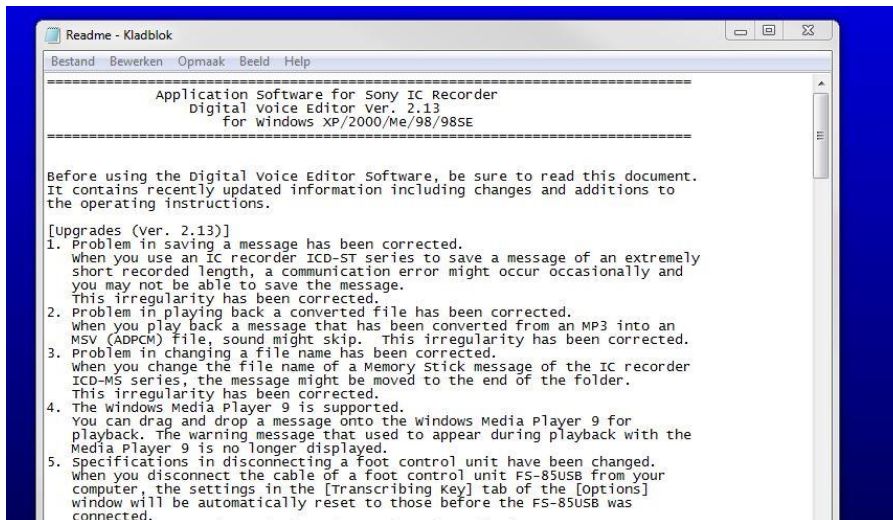 Readme - Kladblok
Bestand Bewerken Opmaak Beeld Help
================================================================================
Application Software for Sony IC Recorder
Digital Voice Editor Ver. 2.13
for Windows XP/2000/Me/98/98SE
================================================================================
Before using the Digital Voice Editor Software, be sure to read this document.
It contains recently updated information including changes and additions to
the operating instructions.
[Upgrades (Ver. 2.13)]
1. Problem in saving a message has been corrected.
When you use an IC recorder ICD-ST series to save a message of an extremely
short recorded length, a communication error might occur occasionally and
you may not be able to save the message.
This irregularity has been corrected.
2. Problem in playing back a converted file has been corrected.
When you play back a message that has been converted from an MP3 into an
MSV (ADPCM) file, sound might skip.  This irregularity has been corrected.
3. Problem in changing a file name has been corrected.
When you change the file name of a Memory Stick message of the IC recorder
ICD-MS series, the message might be moved to the end of the folder.
This irregularity has been corrected.
4. The Windows Media Player 9 is supported.
You can drag and drop a message onto the Windows Media Player 9 for
playback. The warning message that used to appear during playback with the
Media Player 9 is no longer displayed.
5. Specifications in disconnecting a foot control unit have been changed.
When you disconnect the cable of a foot control unit FS-85USB from your
computer, the settings in the [Transcribing Key] tab of the [Options]
window will be automatically reset to those before the FS-85USB was
connected.